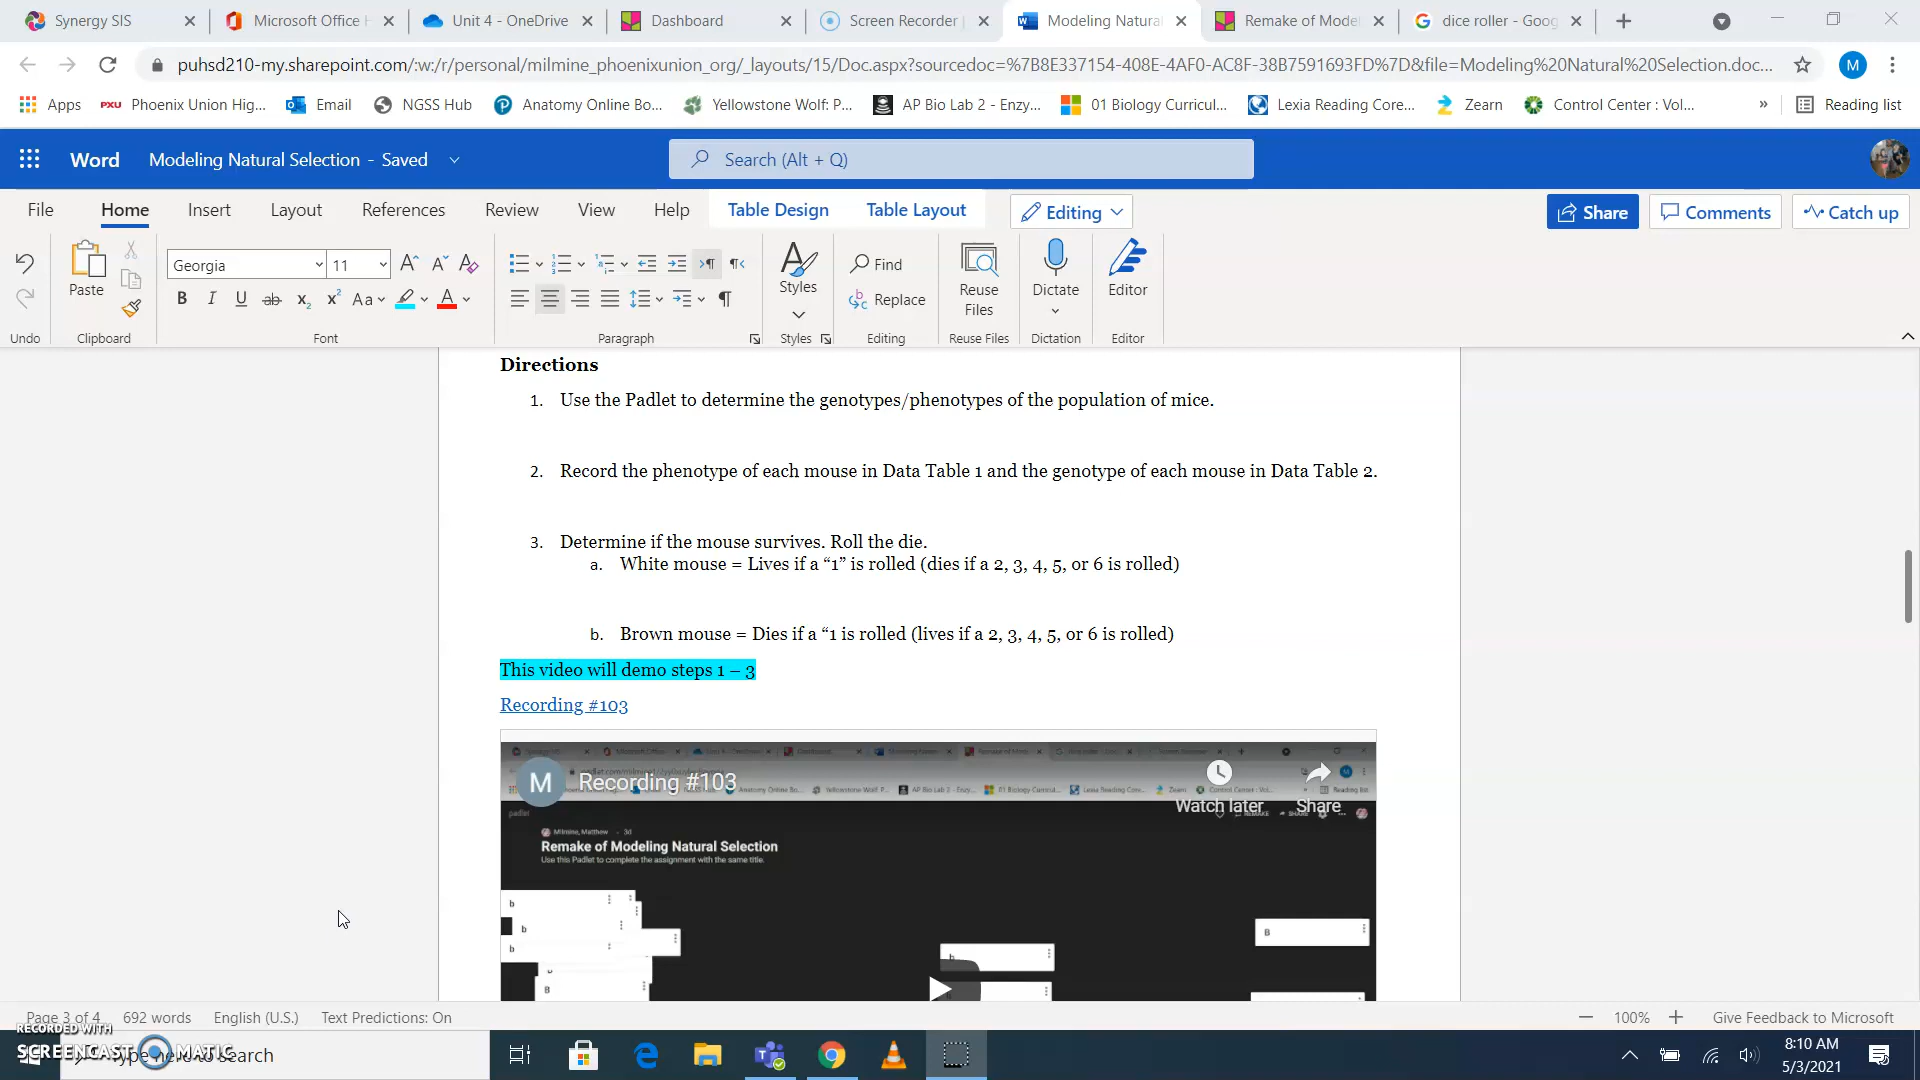 Synergy SIS
Microsoft Office H
Unit 4 - OneDrive
Dashboard
Screen Recorder
Modeling Natura
Remake of Model
dice roller - Goog
puhsd210-my.sharepoint.com/:w:/r/personal/milmine_phoenixunion_org/_layouts/15/Doc.aspx?sourcedoc=%7B8E337154-408E-4AF0-AC8F-38B7591693FD%7D&file=Modeling%20Natural%20Selection.doc...
M
Apps
PXU Phoenix Union Hig...
Email
NGSS Hub
Anatomy Online Bo...
Yellowstone Wolf: P...
AP Bio Lab 2 - Enzy...
01 Biology Curricul...
Lexia Reading Core...
Zearn
Control Center : Vol...
»
Reading list
Word
Modeling Natural Selection - Saved
Search (Alt + Q)
File
Home
Insert
Layout
References
Review
View
Help
Table Design
Table Layout
Editing
Share
Comments
Catch up
Paste
Georgia
11
Styles
Find
Replace
Reuse Files
Dictate
Editor
Undo
Clipboard
Font
Paragraph
Styles
Editing
Reuse Files
Dictation
Editor
Directions
1. Use the Padlet to determine the genotypes/phenotypes of the population of mice.
2. Record the phenotype of each mouse in Data Table 1 and the genotype of each mouse in Data Table 2.
3. Determine if the mouse survives. Roll the die.
a. White mouse = Lives if a “1” is rolled (dies if a 2, 3, 4, 5, or 6 is rolled)
b. Brown mouse = Dies if a “1 is rolled (lives if a 2, 3, 4, 5, or 6 is rolled)
This video will demo steps 1 – 3
Recording #103
M Recording #103
Watch later
Share
padlet
Milmine, Matthew - 3d
Remake of Modeling Natural Selection
Use this Padlet to complete the assignment with the same title.
b
b
b
B
b
B
Page 3 of 4
692 words
English (U.S.)
Text Predictions: On
100%
Give Feedback to Microsoft
RECORDED WITH
SCREENCAST MATIC
Type here to search
8:10 AM
5/3/2021